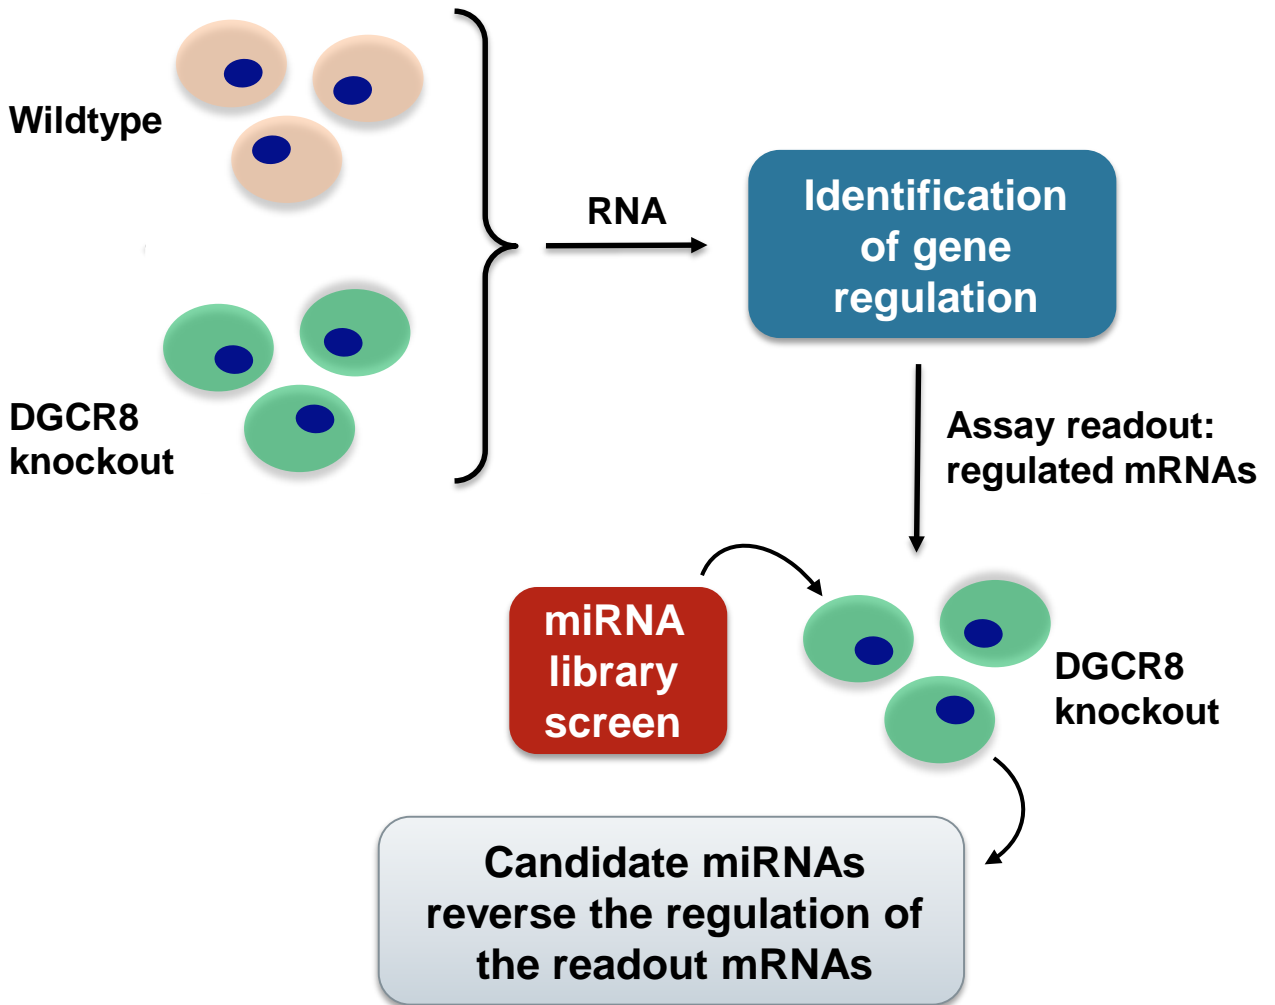 Wildtype
DGCR8
knockout
RNA
Identification
of gene
regulation
Assay readout:
regulated mRNAs
miRNA
library
screen
DGCR8
knockout
Candidate miRNAs
reverse the regulation of
the readout mRNAs